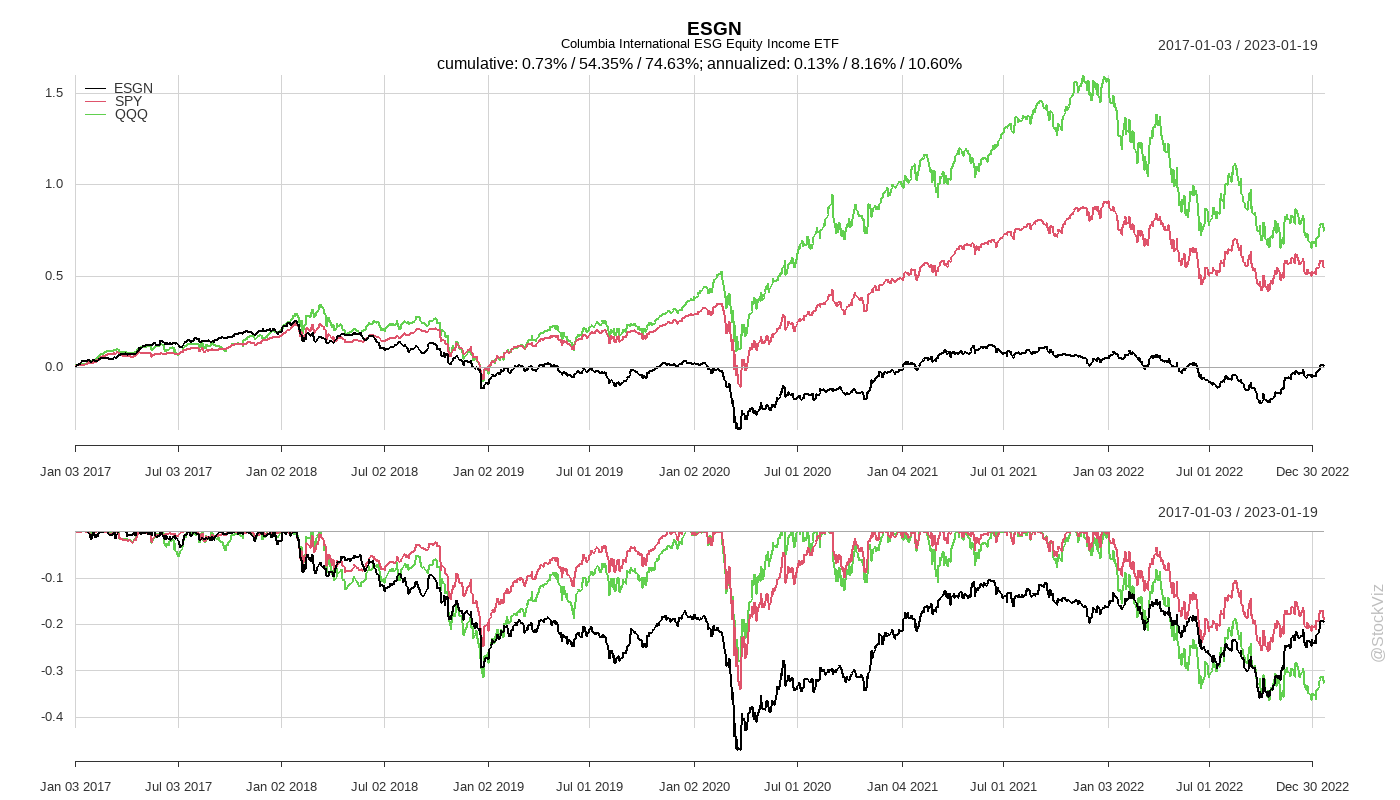 ESGN
Columbia International ESG Equity Income ETF
2017-01-03 / 2023-01-19
cumulative: 0.73% / 54.35% / 74.63%; annualized: 0.13% / 8.16% / 10.60%
ESGN
SPY
QQQ
1.5
1.0
0.5
0.0
Jan 03 2017 Jul 03 2017 Jan 02 2018 Jul 02 2018 Jan 02 2019 Jul 01 2019 Jan 02 2020 Jul 01 2020 Jan 04 2021 Jul 01 2021 Jan 03 2022 Jul 01 2022 Dec 30 2022
2017-01-03 / 2023-01-19
-0.1
-0.2
-0.3
-0.4
Jan 03 2017 Jul 03 2017 Jan 02 2018 Jul 02 2018 Jan 02 2019 Jul 01 2019 Jan 02 2020 Jul 01 2020 Jan 04 2021 Jul 01 2021 Jan 03 2022 Jul 01 2022 Dec 30 2022
@StockViz